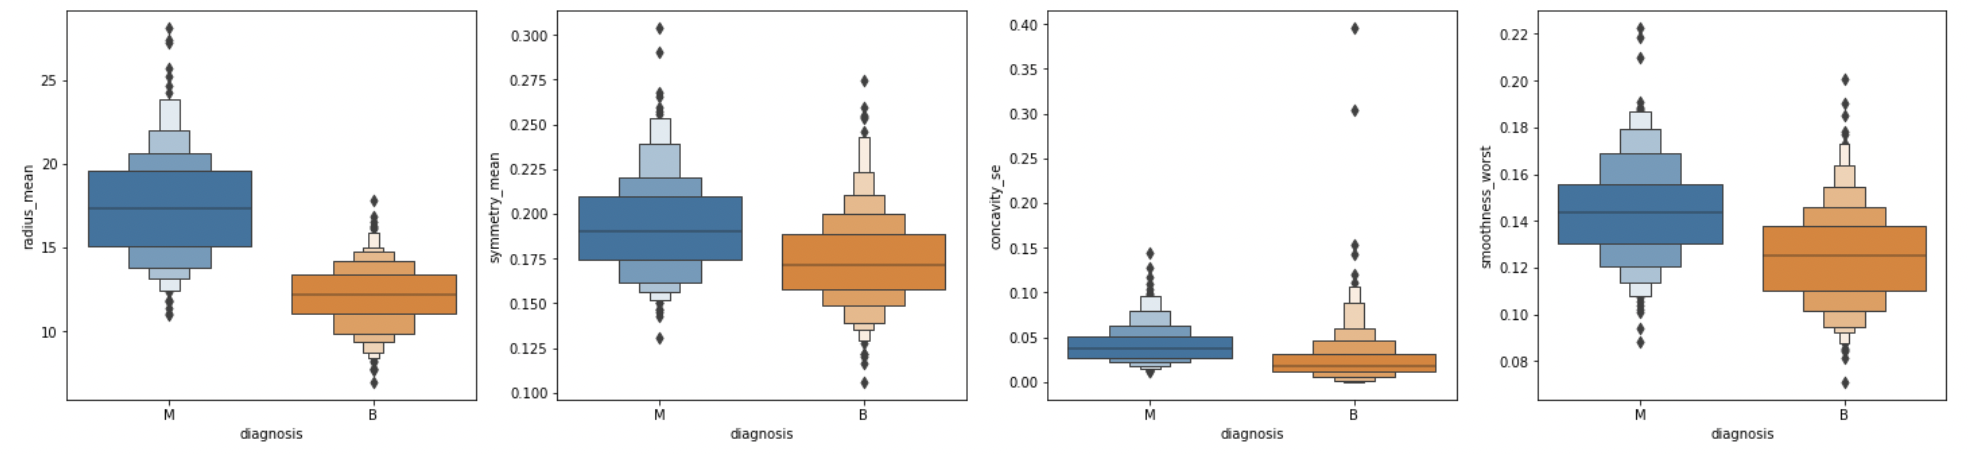 radius_mean
25
20
15
10
M
B
diagnosis
symmetry_mean
0.300
0.275
0.250
0.225
0.200
0.175
0.150
0.125
0.100
M
B
diagnosis
concavity_se
0.40
0.35
0.30
0.25
0.20
0.15
0.10
0.05
0.00
M
B
diagnosis
smoothness_worst
0.22
0.20
0.18
0.16
0.14
0.12
0.10
0.08
M
B
diagnosis